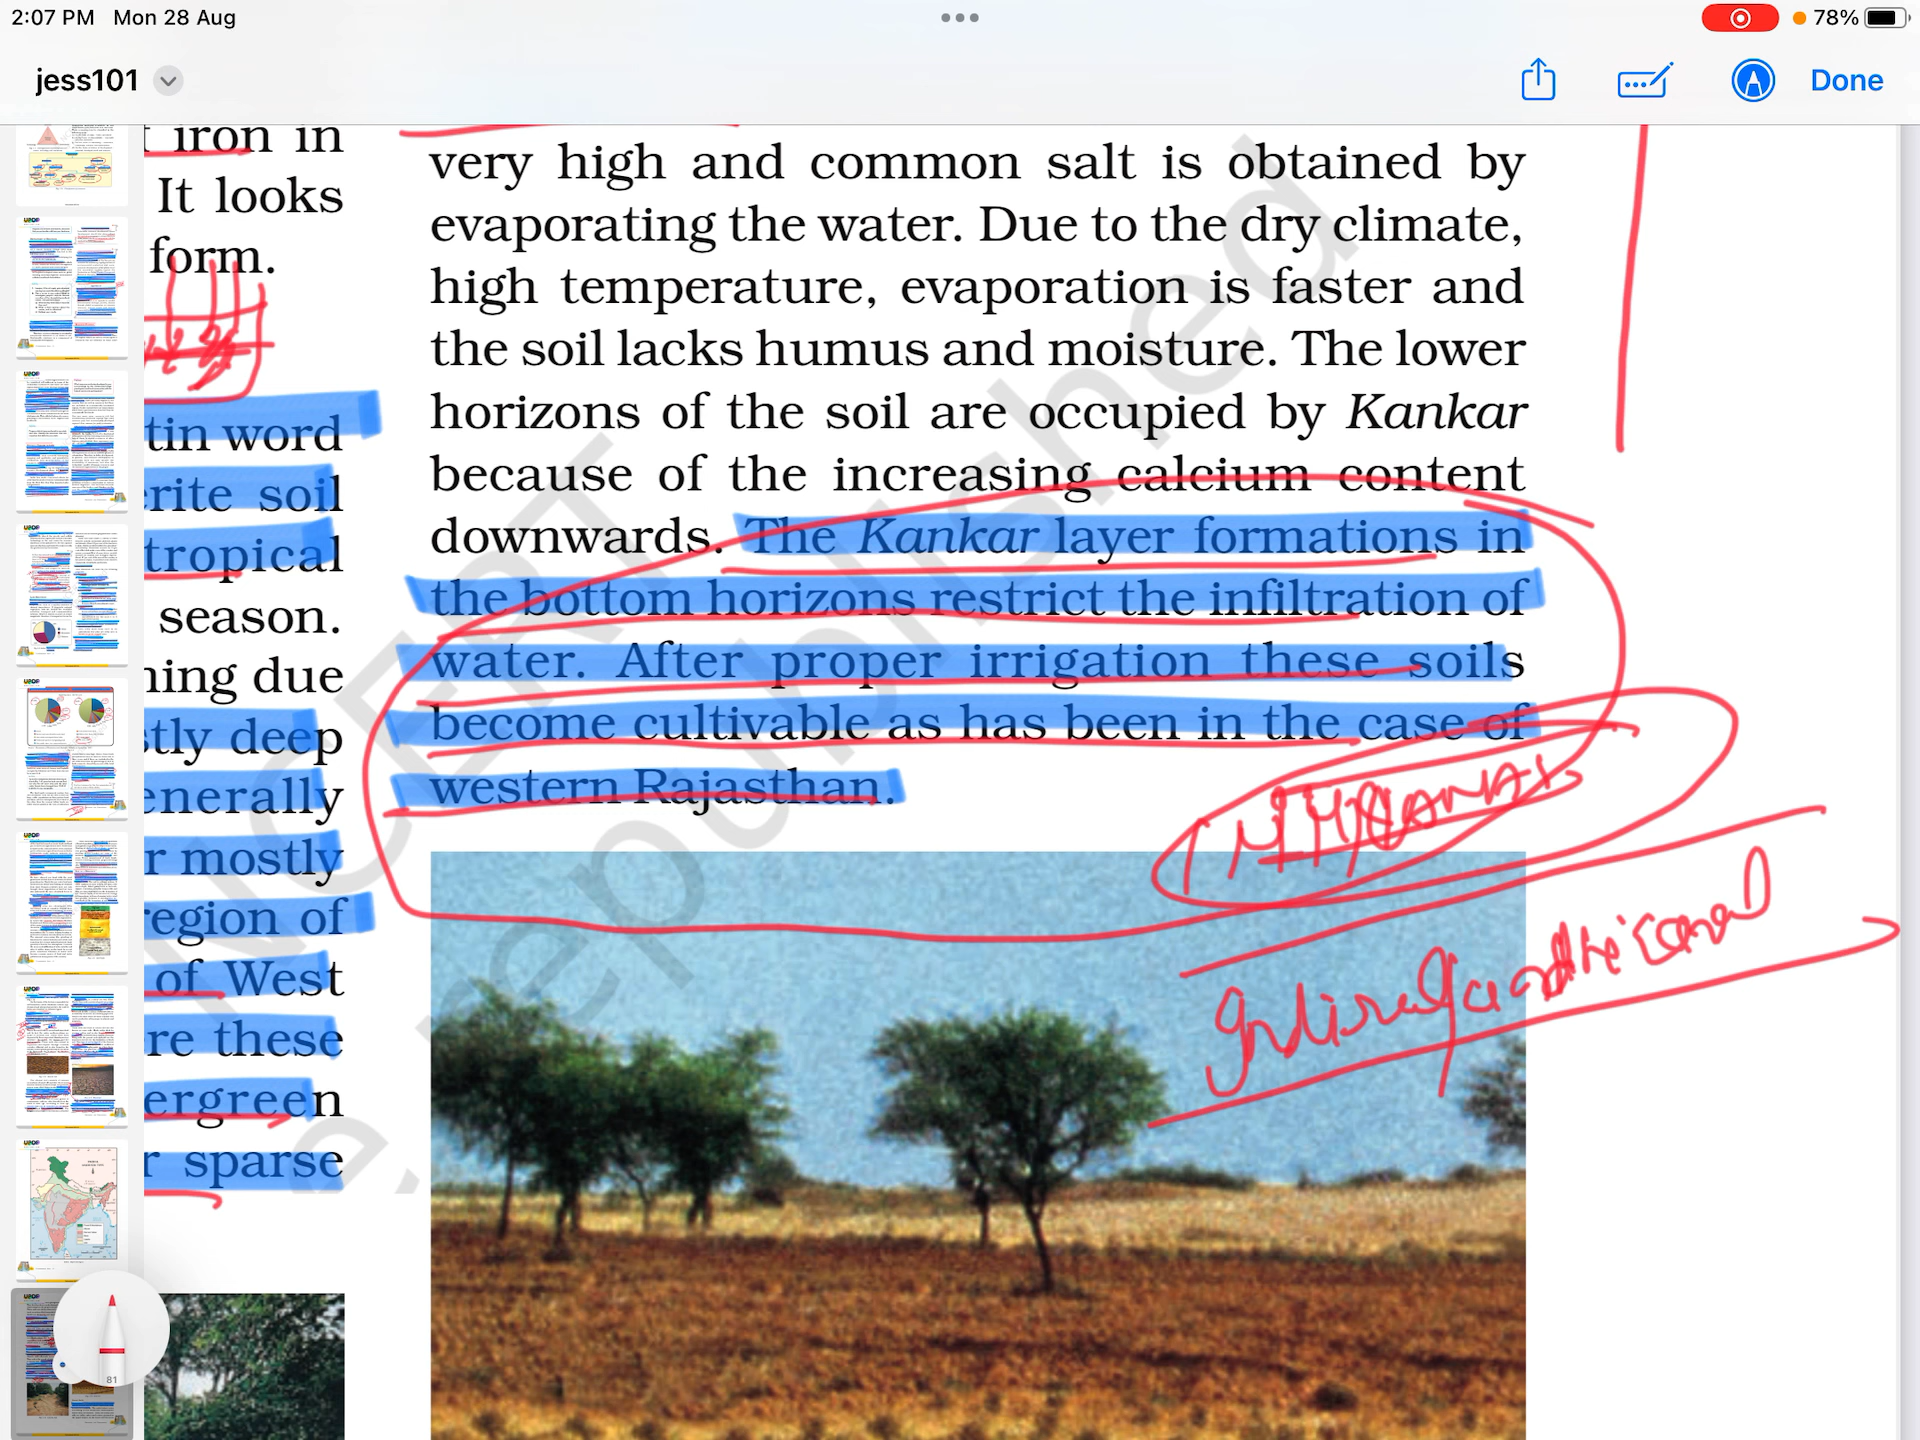 2:07 PM Mon 28 Aug
78%
jess101
Done
iron in
It looks
form.
tin word
erite soil
tropical
season.
ning due
stly deep
enerally
r mostly
region of
of West
re these
ergreen
r sparse
very high and common salt is obtained by
evaporating the water. Due to the dry climate,
high temperature, evaporation is faster and
the soil lacks humus and moisture. The lower
horizons of the soil are occupied by Kankar
because of the increasing calcium content
downwards. The Kankar layer formations in
the bottom horizons restrict the infiltration of
water. After proper irrigation these soils
become cultivable as has been in the case of
western Rajasthan.
81